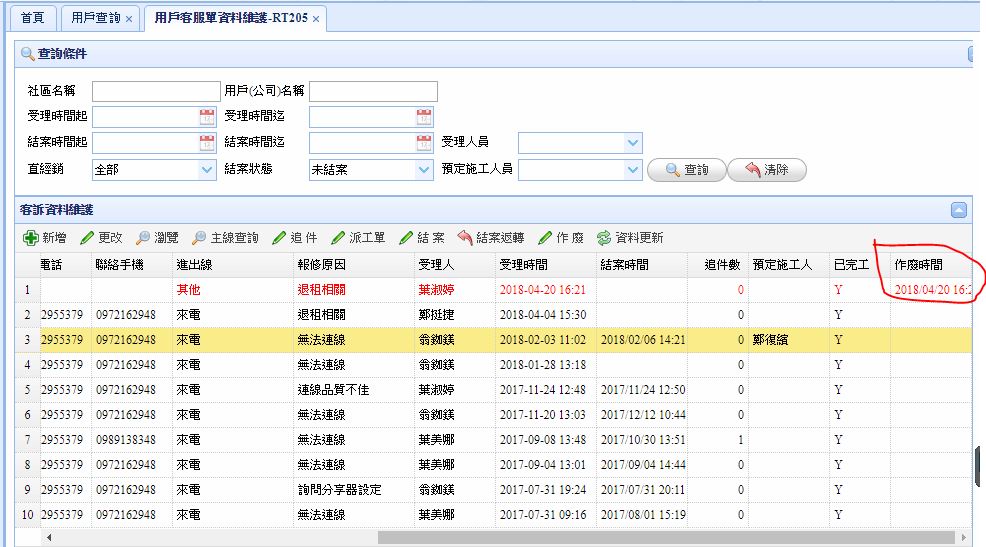 首頁 用戶查詢 × 用戶客服單資料維護-RT205 ×
查詢條件
社區名稱 用戶(公司)名稱
受理時間起 受理時間迄
結案時間起 結案時間迄 受理人員
直經銷 全部 結案狀態 未結案 預定施工人員 查詢 清除
客訴資料維護
新增 更改 瀏覽 主線查詢 追件 派工單 結案 結案返轉 作廢 資料更新
電話 聯絡手機 進出線 報修原因 受理人 受理時間 結案時間 追件數 預定施工人 已完工 作廢時間
1 其他 退租相關 葉淑婷 2018-04-20 16:21 0 Y 2018/04/20 16:2
2 2955379 0972162948 來電 退租相關 鄭挺捷 2018-04-04 15:30 0 Y
3 2955379 0972162948 來電 無法連線 翁鉫鎂 2018-02-03 11:02 2018/02/06 14:21 0 鄭復繽 Y
4 2955379 0972162948 來電 無法連線 翁鉫鎂 2018-01-28 13:18 0 Y
5 2955379 0972162948 來電 連線品質不佳 葉淑婷 2017-11-24 12:48 2017/11/24 12:50 0 Y
6 2955379 0972162948 來電 無法連線 翁鉫鎂 2017-11-20 13:03 2017/12/12 10:44 0 Y
7 2955379 0989138348 來電 無法連線 葉美娜 2017-09-08 13:48 2017/10/30 13:51 1 Y
8 2955379 0972162948 來電 無法連線 葉美娜 2017-09-04 13:01 2017/09/04 14:44 0 Y
9 2955379 0972162948 來電 詢問分享器設定 翁鉫鎂 2017-07-31 19:24 2017/07/31 20:11 0 Y
10 2955379 0972162948 來電 無法連線 葉美娜 2017-07-31 09:16 2017/08/01 15:19 0 Y